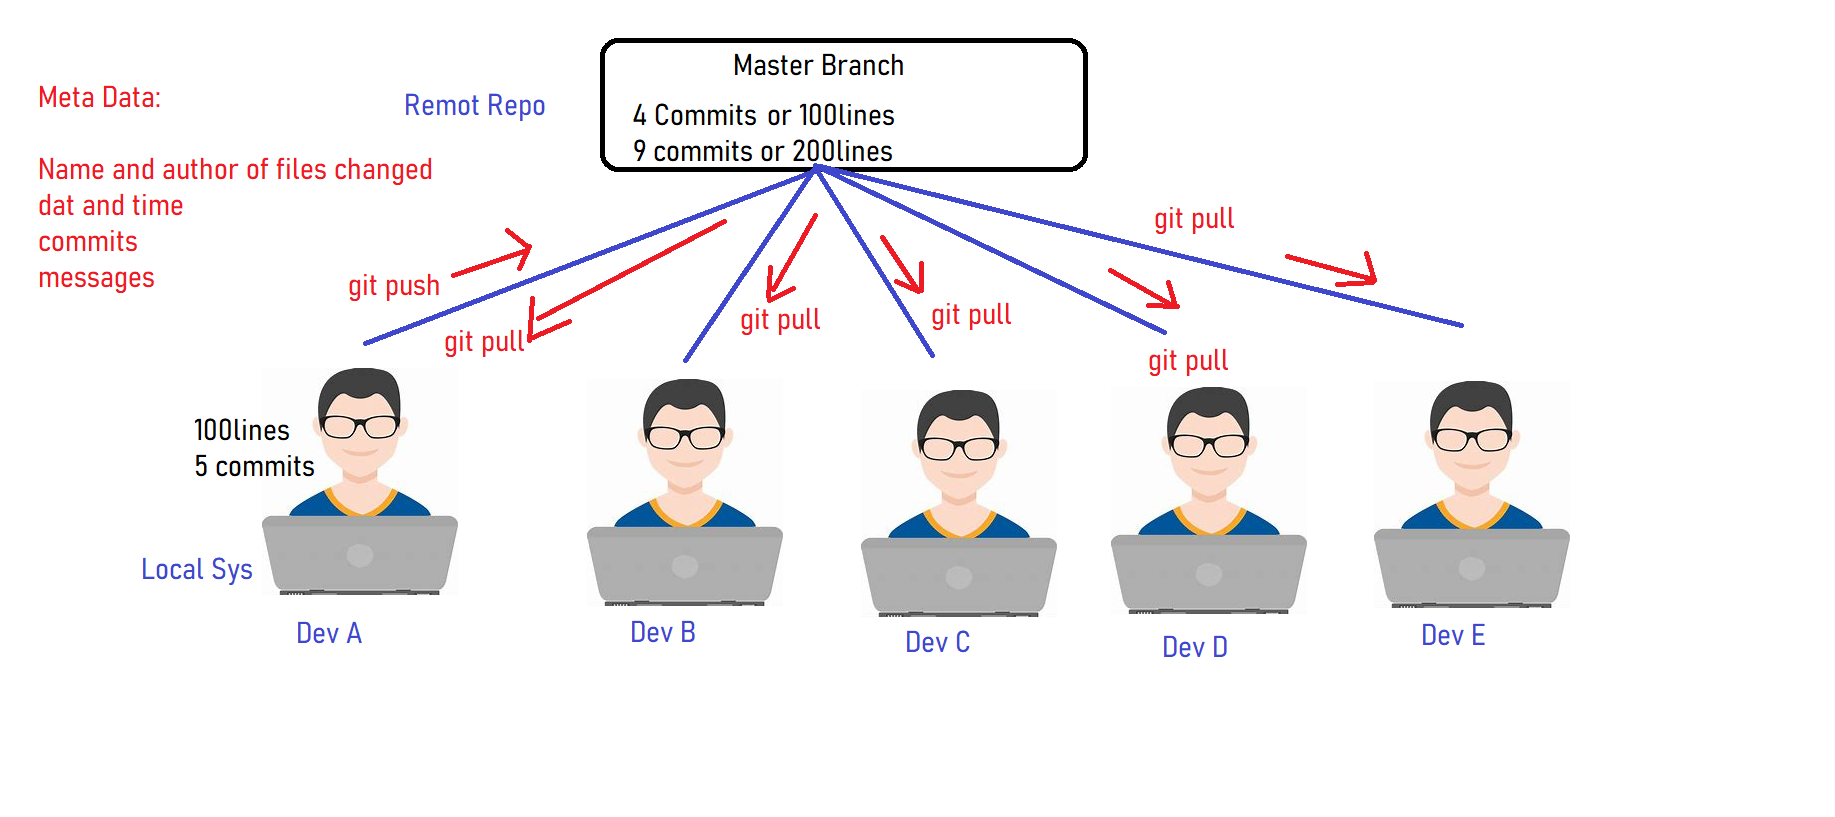 Master Branch
4 Commits or 100lines
9 commits or 200lines
Remot Repo
Meta Data:
Name and author of files changed
dat and time
commits
messages
git push
git pull
git pull
git pull
git pull
git pull
100lines
5 commits
Local Sys
Dev A
Dev B
Dev C
Dev D
Dev E